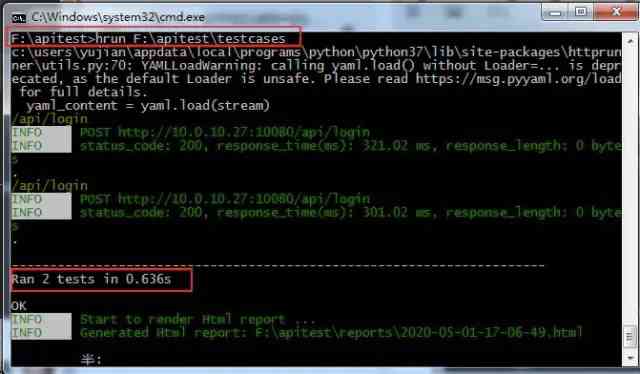 C:\Windows\system32\cmd.exe
F:\apitest>hrun F:\apitest\testcases
c:\users\yujian\appdata\local\programs\python\python37\lib\site-packages\httprun
ner\utils.py:70: YAMLLoadWarning: calling yaml.load() without Loader=... is depr
ecated, as the default Loader is unsafe. Please read https://msg.pyyaml.org/load
for full details.
yaml_content = yaml.load(stream)
/api/login
INFO POST http://10.0.10.27:10080/api/login
INFO status_code: 200, response_time(ms): 321.02 ms, response_length: 0 byte
s
.
/api/login
INFO POST http://10.0.10.27:10080/api/login
INFO status_code: 200, response_time(ms): 301.02 ms, response_length: 0 byte
s
.
----------------------------------------------------------------------
Ran 2 tests in 0.636s
OK
INFO Start to render Html report ...
INFO Generated Html report: F:\apitest\reports\2020-05-01-17-06-49.html
半: